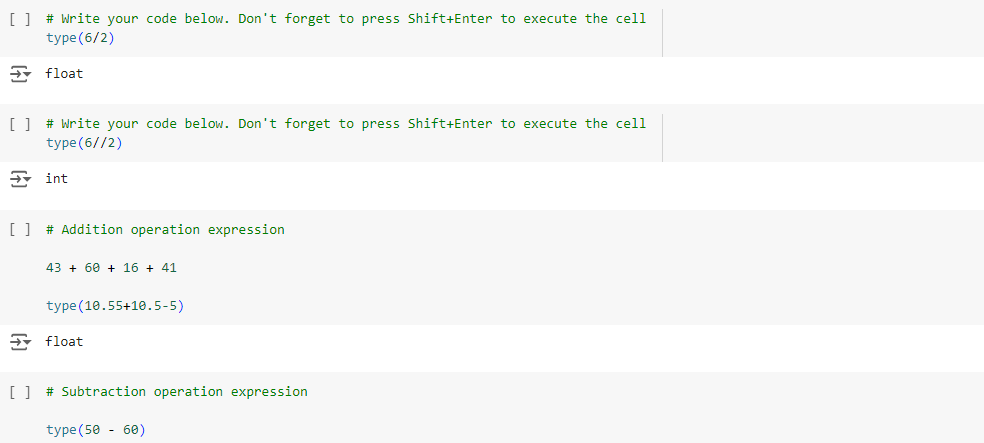 [ ] # Write your code below. Don't forget to press Shift+Enter to execute the cell
type(6/2)
float
[ ] # Write your code below. Don't forget to press Shift+Enter to execute the cell
type(6//2)
int
[ ] # Addition operation expression
43 + 60 + 16 + 41
type(10.55+10.5-5)
float
[ ] # Subtraction operation expression
type(50 - 60)